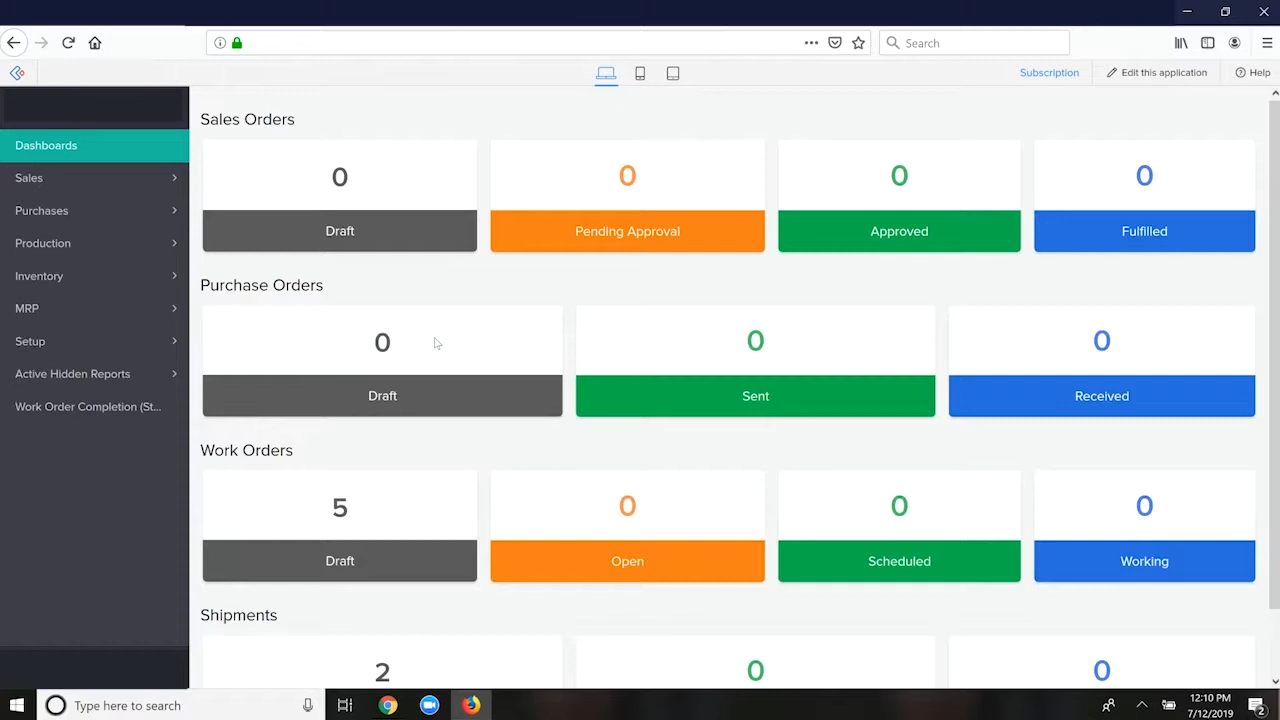 Search
Subscription
Edit this application
Help
Dashboards
Sales
Purchases
Production
Inventory
MRP
Setup
Active Hidden Reports
Work Order Completion (St...
Sales Orders
0 0 0 0
Draft Pending Approval Approved Fulfilled
Purchase Orders
0 0 0
Draft Sent Received
Work Orders
5 0 0 0
Draft Open Scheduled Working
Shipments
2 0 0
Type here to search
12:10 PM
7/12/2019
2